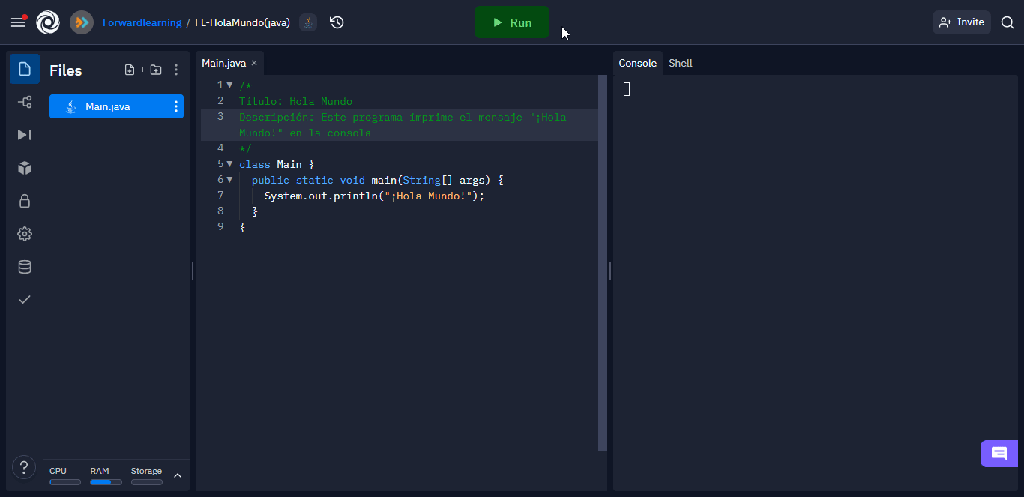 Forwardlearning / FL-HolaMundo(java)
Run
Invite
Files
Main.java
CPU
RAM
Storage
?
Main.java ×
1 /*
2 Título: Hola Mundo
3 Descripción: Este programa imprime el mensaje "¡Hola
Mundo!" en la consola
4 */
5 class Main }
6 public static void main(String[] args) {
7 System.out.println("¡Hola Mundo!");
8 }
9 {
Console Shell